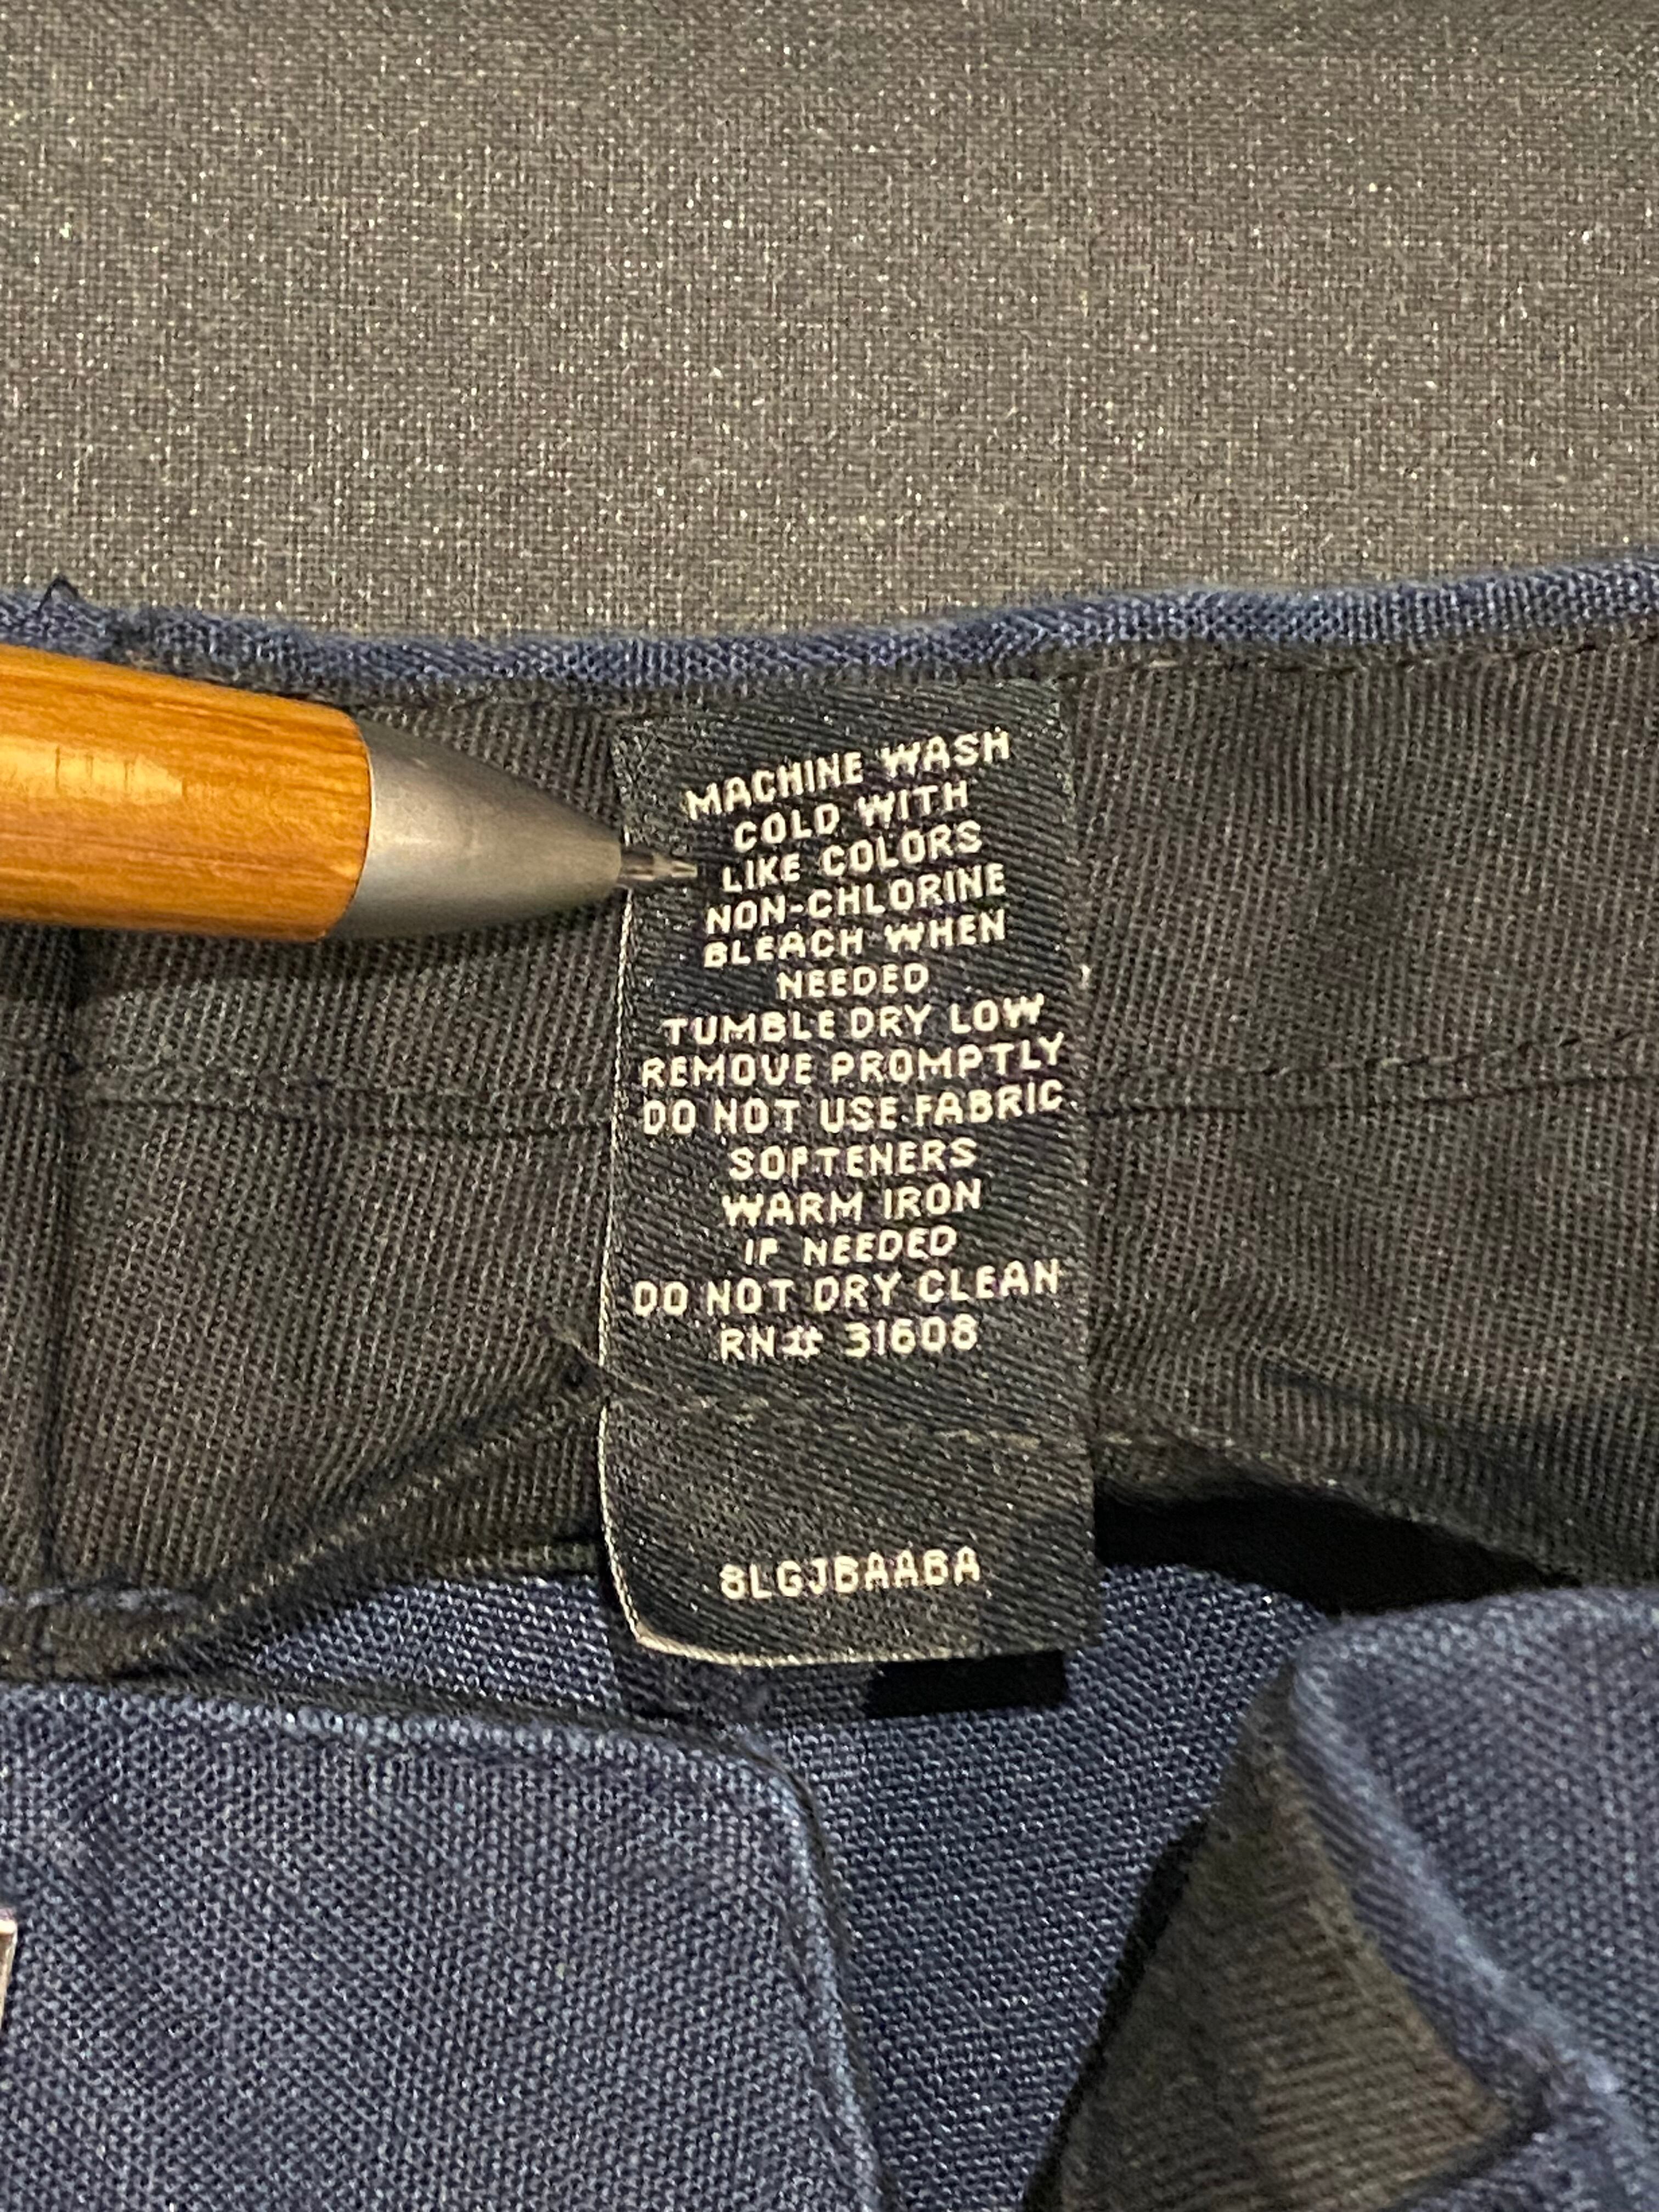 MACHINE WASH
COLD WITH
LIKE COLORS
NON-CHLORINE
BLEACH WHEN
NEEDED
TUMBLE DRY LOW
REMOVE PROMPTLY
DO NOT USE FABRIC
SOFTENERS
WARM IRON
IF NEEDED
DO NOT DRY CLEAN
RN# 31608